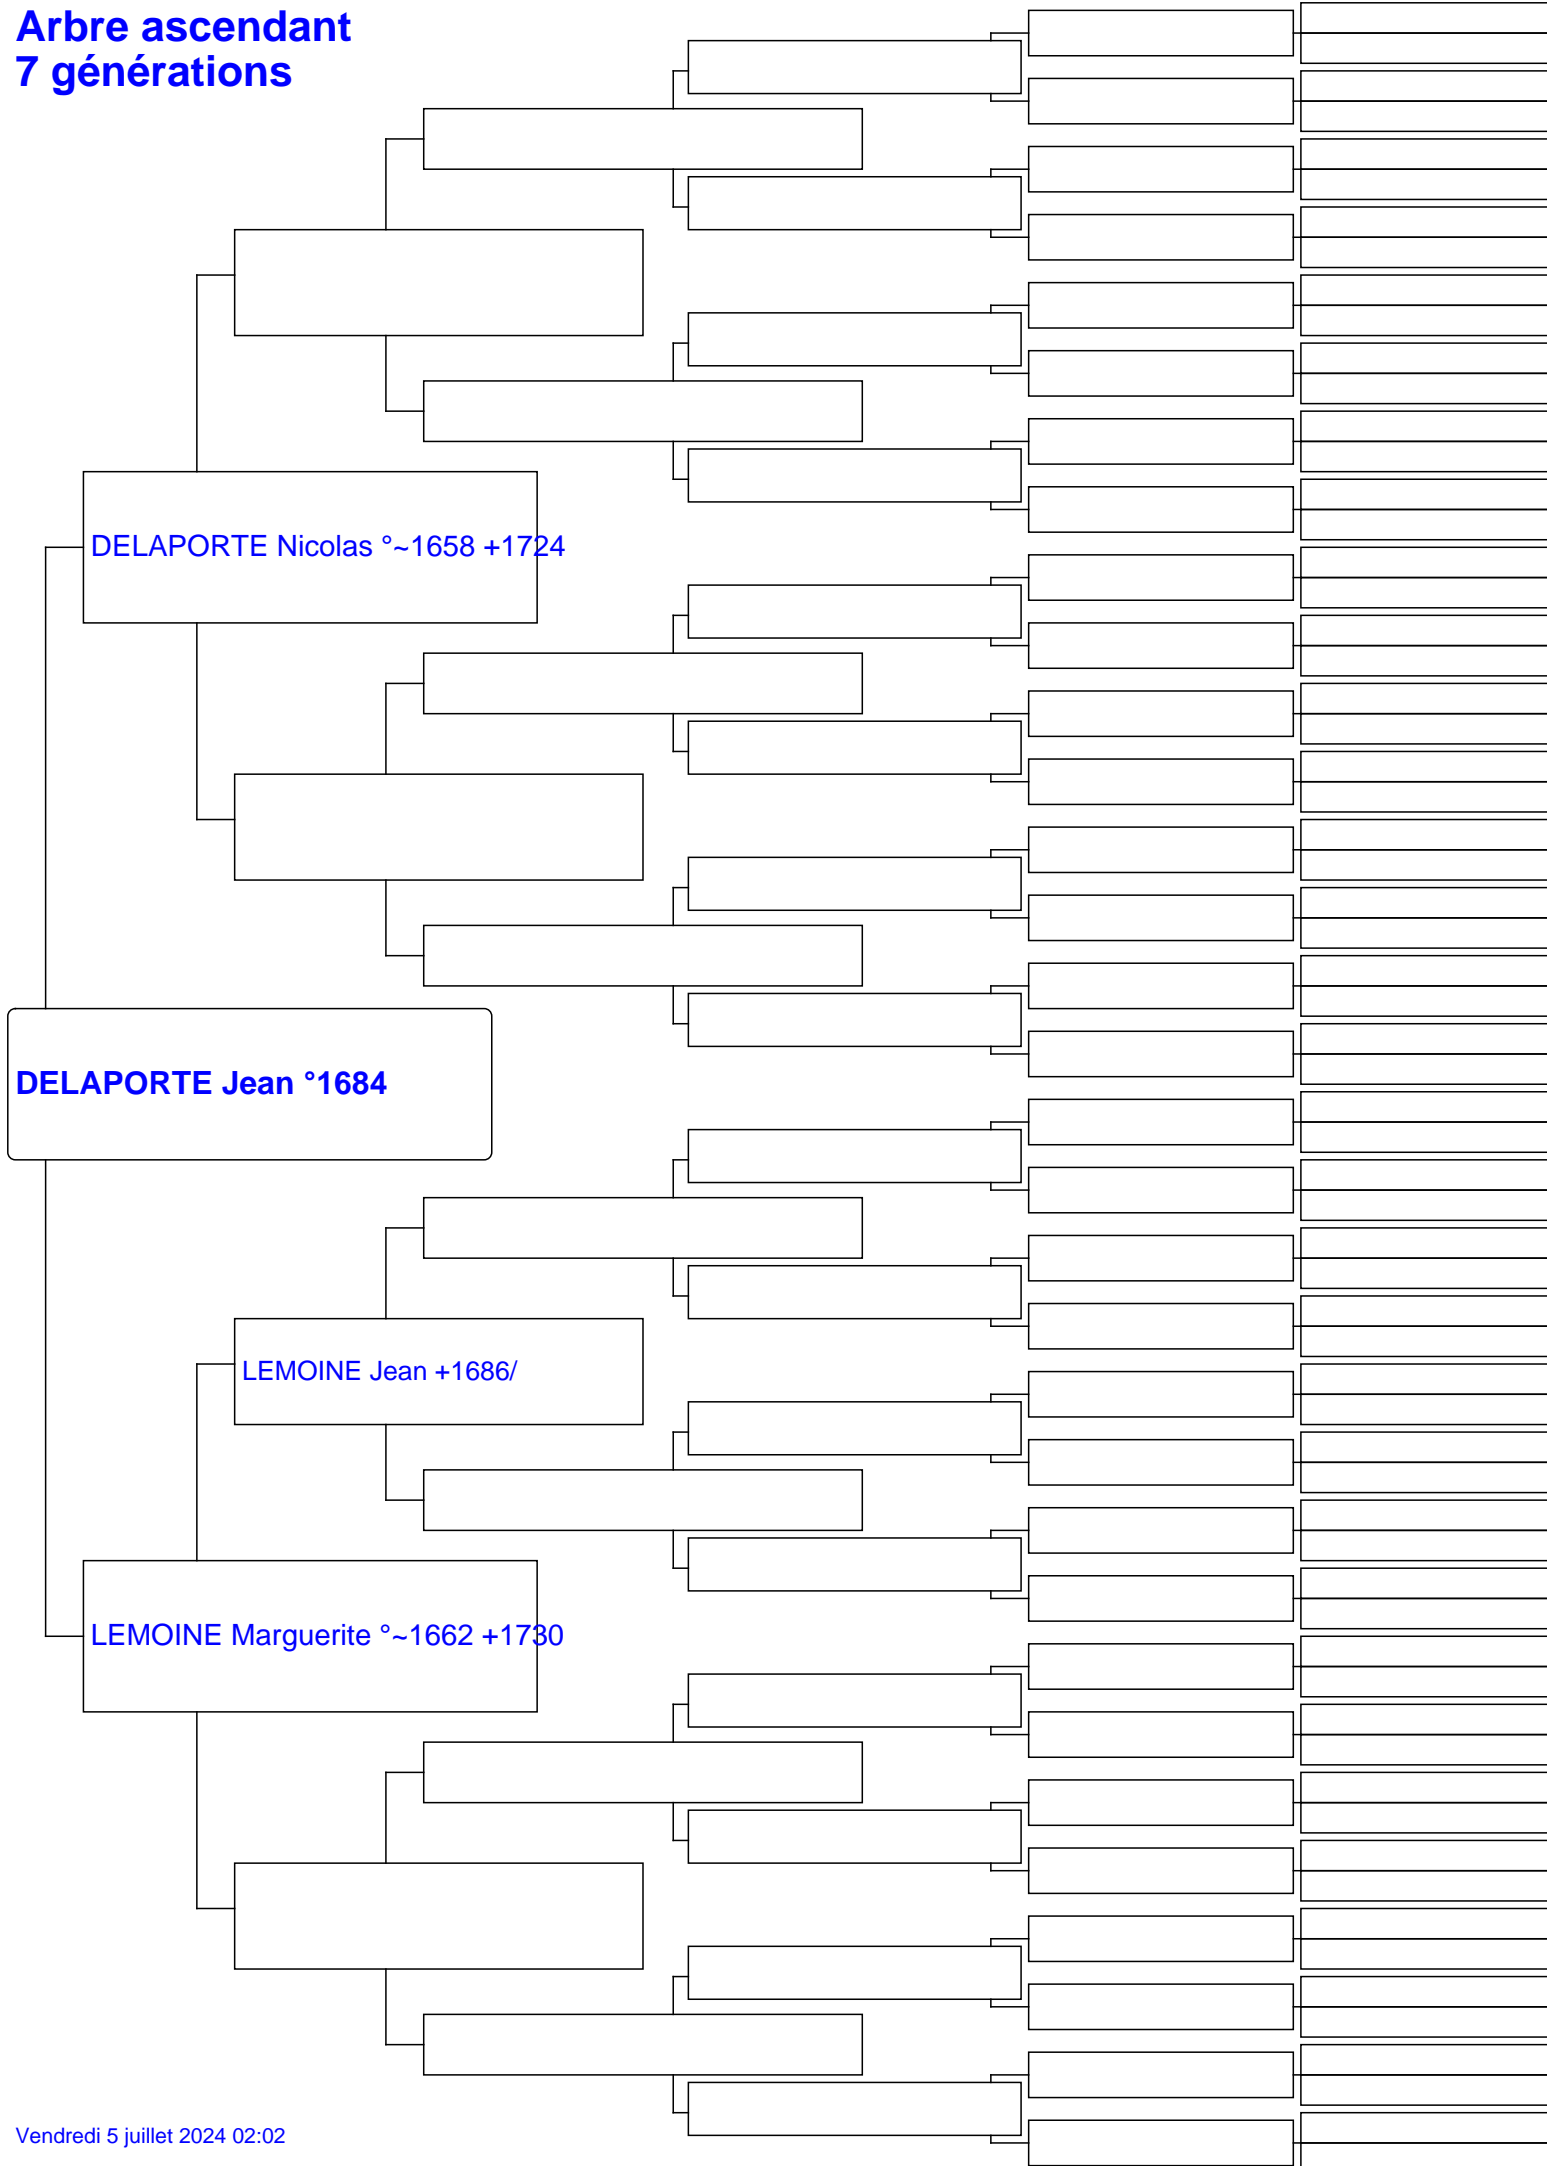 Arbre ascendant
7 générations
DELAPORTE Nicolas °~1658 +1724
DELAPORTE Jean °1684
LEMOINE Jean +1686/
LEMOINE Marguerite °~1662 +1730
Vendredi 5 juillet 2024 02:02